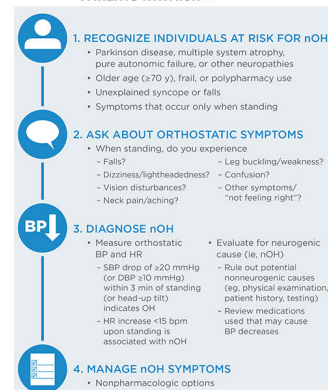 1. RECOGNIZE INDIVIDUALS AT RISK FOR nOH
• Parkinson disease, multiple system atrophy,
pure autonomic failure, or other neuropathies
• Older age (≥70 y), frail, or polypharmacy use
• Unexplained syncope or falls
• Symptoms that occur only when standing
2. ASK ABOUT ORTHOSTATIC SYMPTOMS
• When standing, do you experience
– Falls?
– Dizziness/lightheadedness?
– Vision disturbances?
– Neck pain/aching?
– Leg buckling/weakness?
– Confusion?
– Other symptoms/
"not feeling right"?
BP
3. DIAGNOSE nOH
• Measure orthostatic
BP and HR
– SBP drop of ≥20 mmHg
(or DBP ≥10 mmHg)
within 3 min of standing
(or head-up tilt)
indicates OH
– HR increase <15 bpm
upon standing is
associated with nOH
• Evaluate for neurogenic
cause (ie, nOH)
– Rule out potential
nonneurogenic causes
(eg, physical examination,
patient history, testing)
– Review medications
used that may cause
BP decreases
4. MANAGE nOH SYMPTOMS
• Nonpharmacologic options